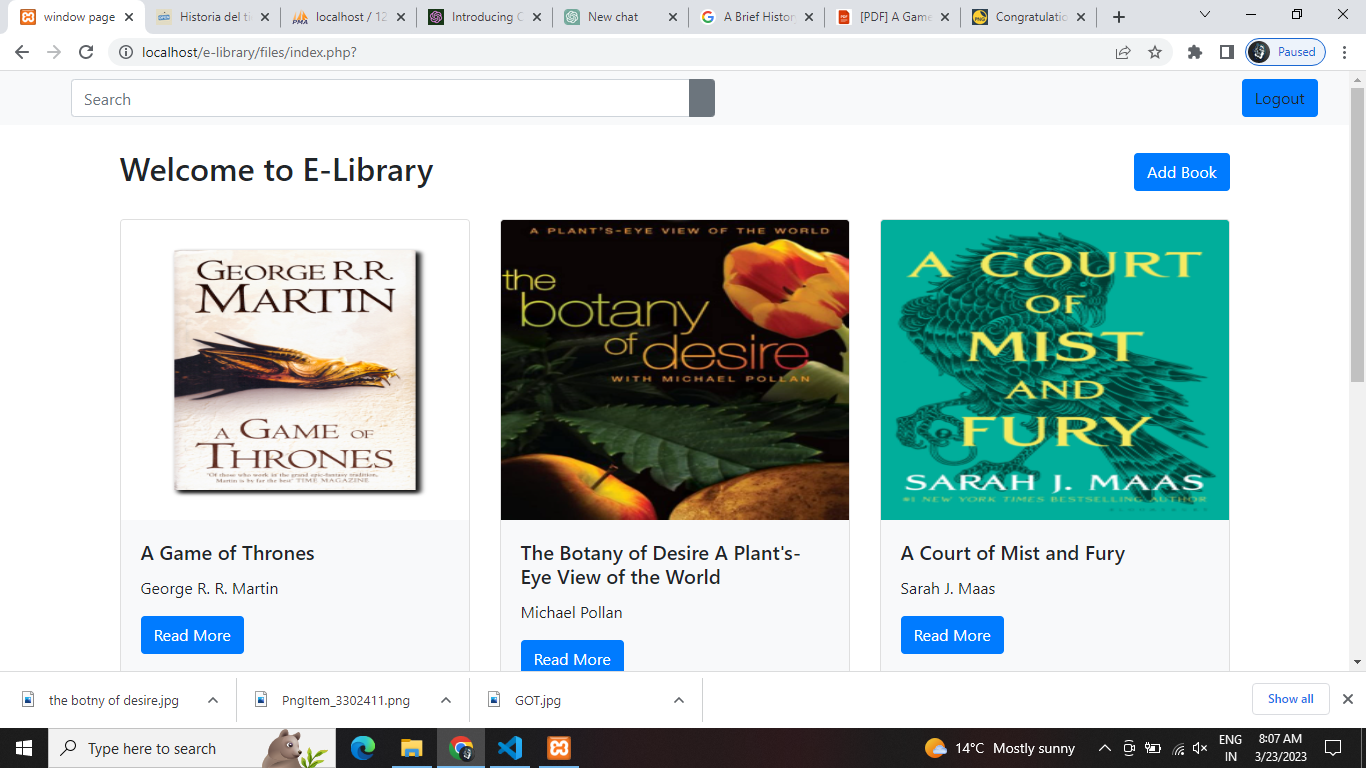 window page
Historia del ti
localhost / 12
Introducing C
New chat
A Brief Histor
[PDF] A Game
Congratulatio
localhost/e-library/files/index.php?
Paused
Search
Logout
Welcome to E-Library
Add Book
GEORGE R.R.
MARTIN
A GAME OF
THRONES
"Of those who work in the grand epic-fantasy tradition,
Martin is by far the best" TIME MAGAZINE
A PLANT'S-EYE VIEW OF THE WORLD
the
botany
of desire
WITH MICHAEL POLLAN
A COURT
OF
MIST
AND
FURY
SARAH J. MAAS
#1 NEW YORK TIMES BESTSELLING AUTHOR
A Game of Thrones
George R. R. Martin
Read More
The Botany of Desire A Plant's-
Eye View of the World
Michael Pollan
Read More
A Court of Mist and Fury
Sarah J. Maas
Read More
the botny of desire.jpg
PngItem_3302411.png
GOT.jpg
Show all
Type here to search
14°C Mostly sunny
ENG
IN
8:07 AM
3/23/2023